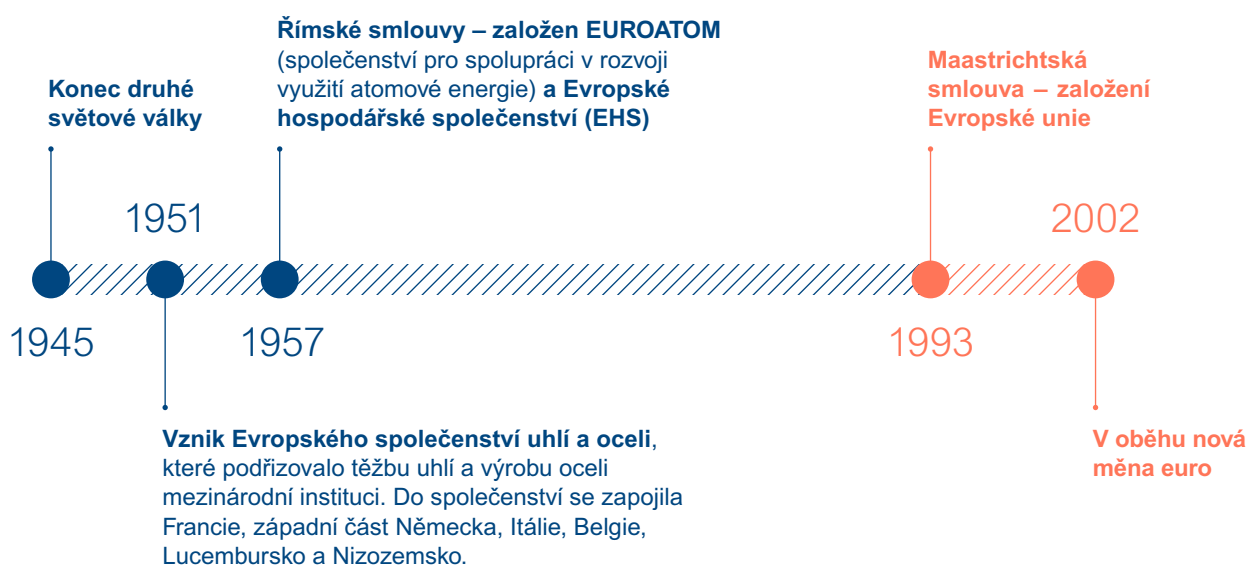 Konec druhé
světové války
1945
1951
Vznik Evropského společenství uhlí a oceli,
které podřizovalo těžbu uhlí a výrobu oceli
mezinárodní instituci. Do společenství se zapojila
Francie, západní část Německa, Itálie, Belgie,
Lucembursko a Nizozemsko.
Římské smlouvy – založen EUROATOM
(společenství pro spolupráci v rozvoji
využití atomové energie) a Evropské
hospodářské společenství (EHS)
1957
Maastrichtská
smlouva – založení
Evropské unie
1993
2002
V oběhu nová
měna euro